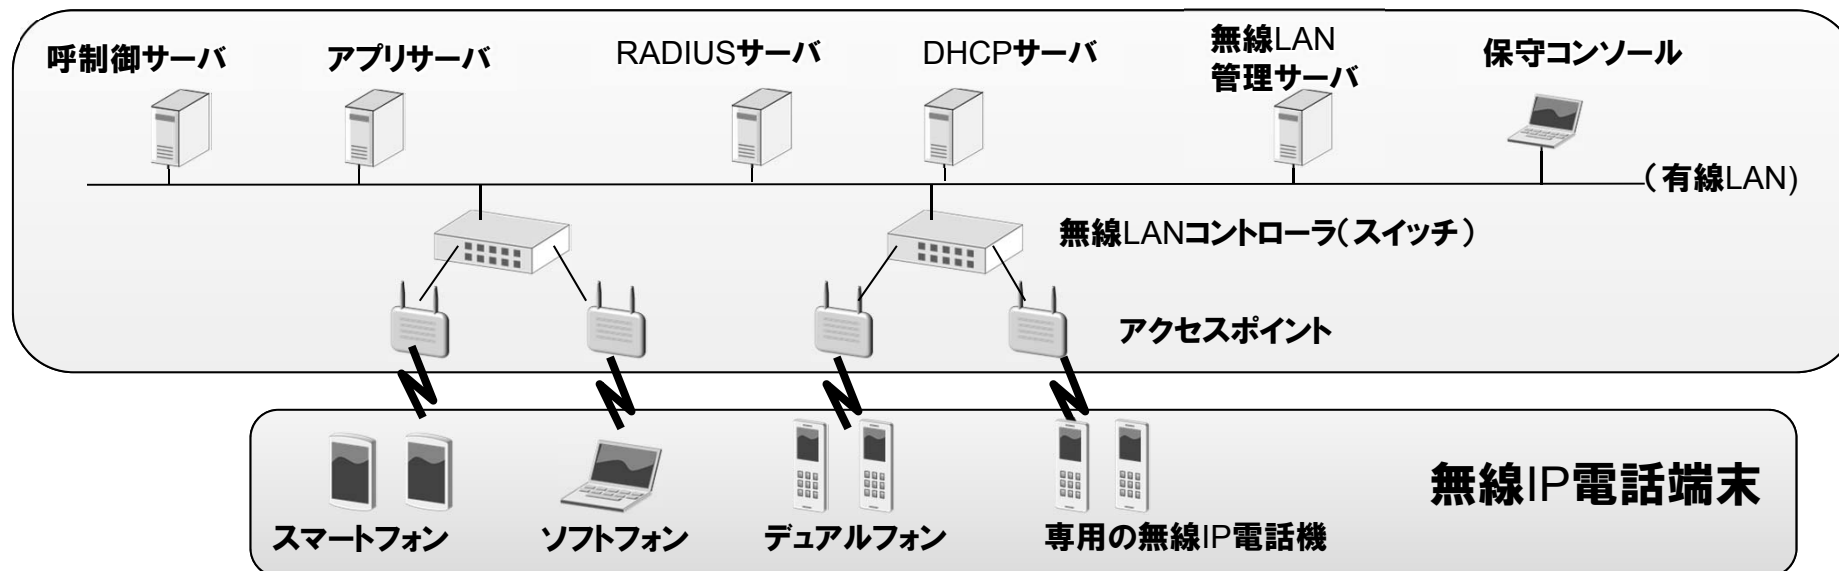 呼制御サーバ
アプリサーバ
RADIUSサーバ
DHCPサーバ
無線LAN
管理サーバ
保守コンソール
（有線LAN)
無線LANコントローラ（スイッチ）
アクセスポイント
無線IP電話端末
スマートフォン
ソフトフォン
デュアルフォン
専用の無線IP電話機